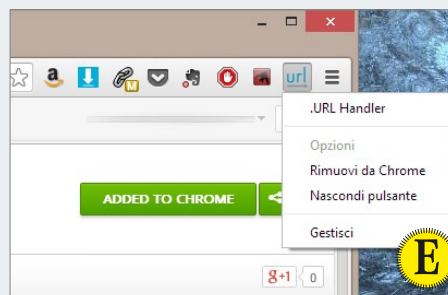 a
M
url
.URL Handler
Opzioni
Rimuovi da Chrome
Nascondi pulsante
Gestisci
ADDED TO CHROME
g+1 0
E